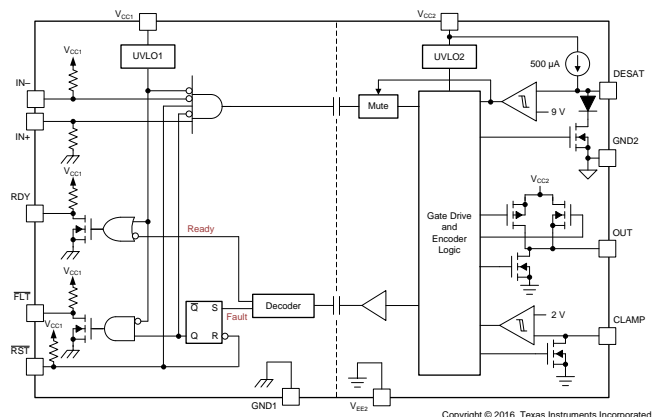 VCC1
VCC2
UVLO1
UVLO2
VCC1
500 µA
IN–
DESAT
Mute
9 V
IN+
GND2
VCC1
VCC2
RDY
Ready
Gate Drive
and
Encoder
Logic
OUT
VCC1
FLT
Q S
Fault
Decoder
2 V
CLAMP
VCC1
Q R
RST
GND1
VEE2
Copyright © 2016, Texas Instruments Incorporated